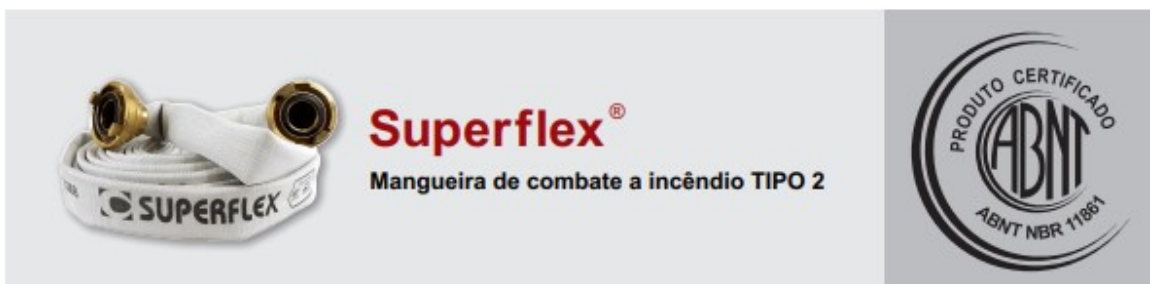 Superflex®
Mangueira de combate a incêndio TIPO 2
SUPERFLEX
PRODUTO CERTIFICADO
ABNT
ABNT NBR 11861